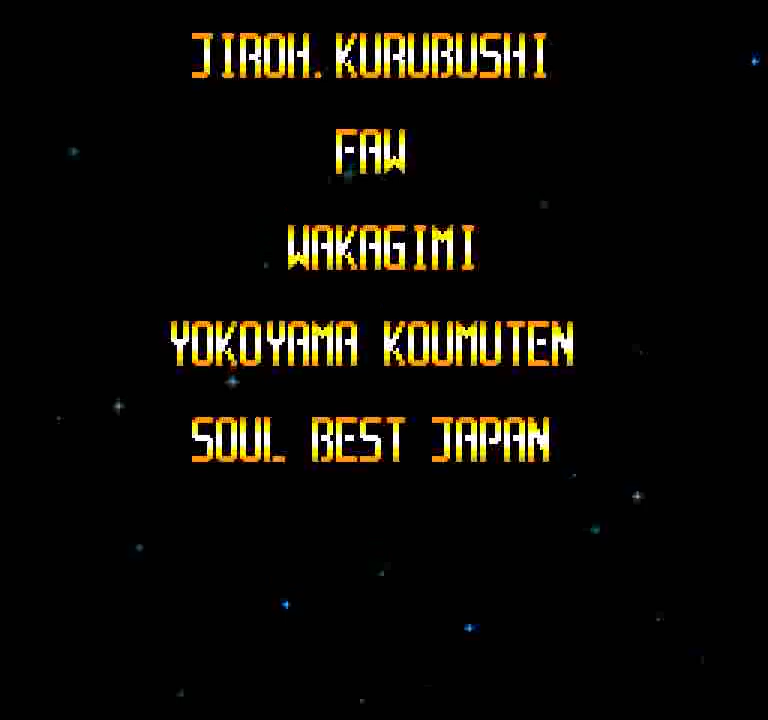 JIROH.KURUBUSHI
FAW
WAKAGIMI
YOKOYAMA KOUMUTEN
SOUL BEST JAPAN